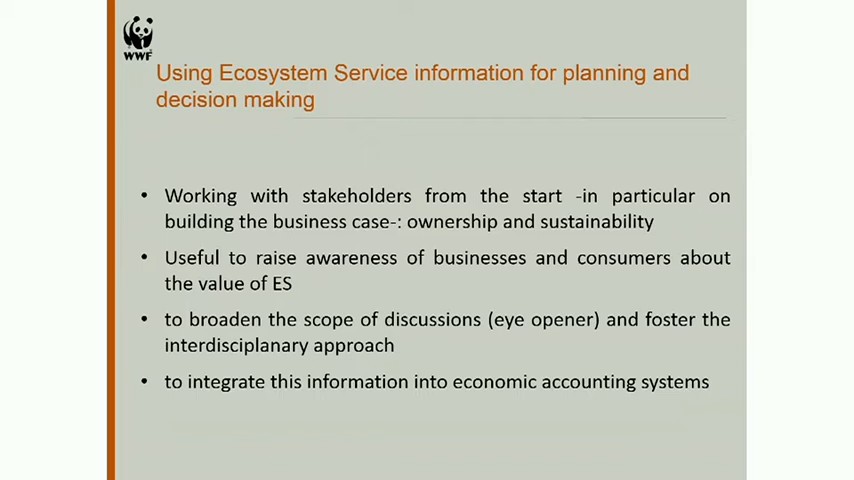 WWF
Using Ecosystem Service information for planning and
decision making
• Working with stakeholders from the start -in particular on
building the business case-: ownership and sustainability
• Useful to raise awareness of businesses and consumers about
the value of ES
• to broaden the scope of discussions (eye opener) and foster the
interdisciplanary approach
• to integrate this information into economic accounting systems